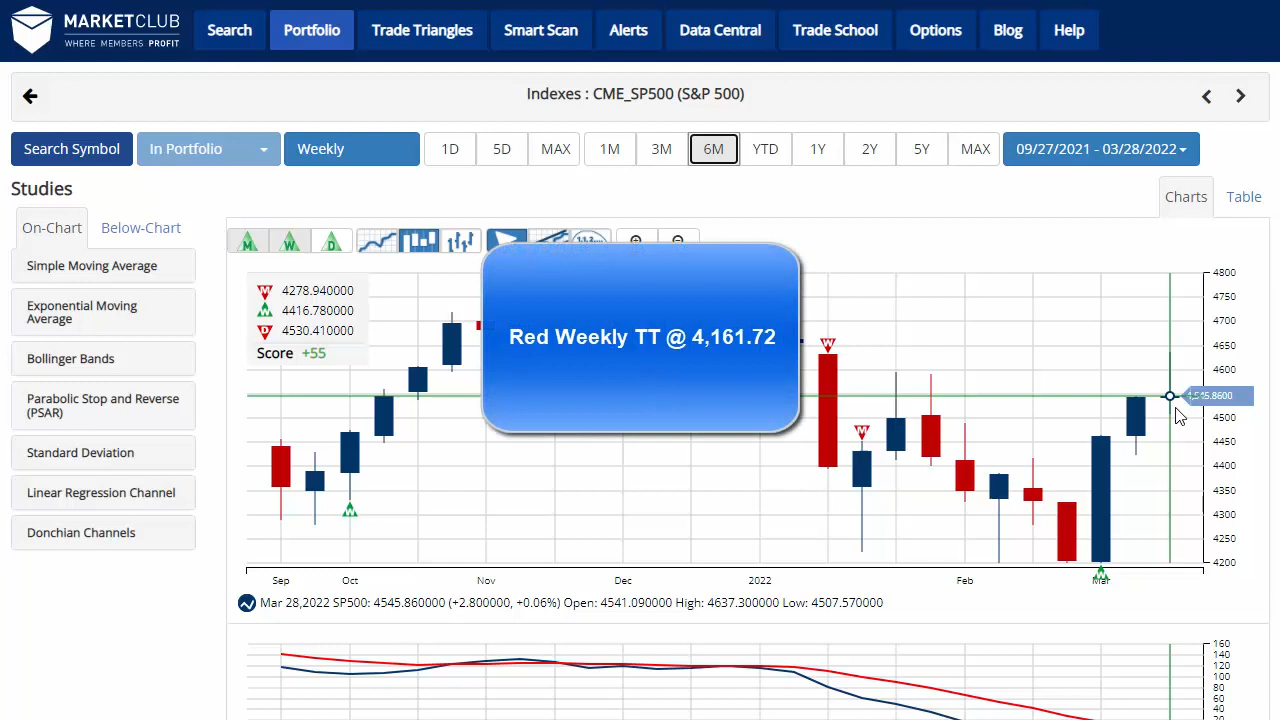 MARKETCLUB
WHERE MEMBERS PROFIT
Search
Portfolio
Trade Triangles
Smart Scan
Alerts
Data Central
Trade School
Options
Blog
Help
Indexes : CME_SP500 (S&P 500)
Search Symbol
In Portfolio
Weekly
1D
5D
MAX
1M
3M
6M
YTD
1Y
2Y
5Y
MAX
09/27/2021 - 03/28/2022
Studies
Charts
Table
On-Chart
Below-Chart
Simple Moving Average
Exponential Moving
Average
Bollinger Bands
Parabolic Stop and Reverse
(PSAR)
Standard Deviation
Linear Regression Channel
Donchian Channels
M
W
D
M 4278.940000
W 4416.780000
D 4530.410000
Score +55
Red Weekly TT @ 4,161.72
M
M
W
W
4800
4750
4700
4650
4600
4500
4450
4400
4350
4300
4250
4200
Sep
Oct
Nov
Dec
2022
Feb
Mar
Mar 28,2022 SP500: 4545.860000 (+2.800000, +0.06%) Open: 4541.090000 High: 4637.300000 Low: 4507.570000
160
140
120
100
80
60
40
20